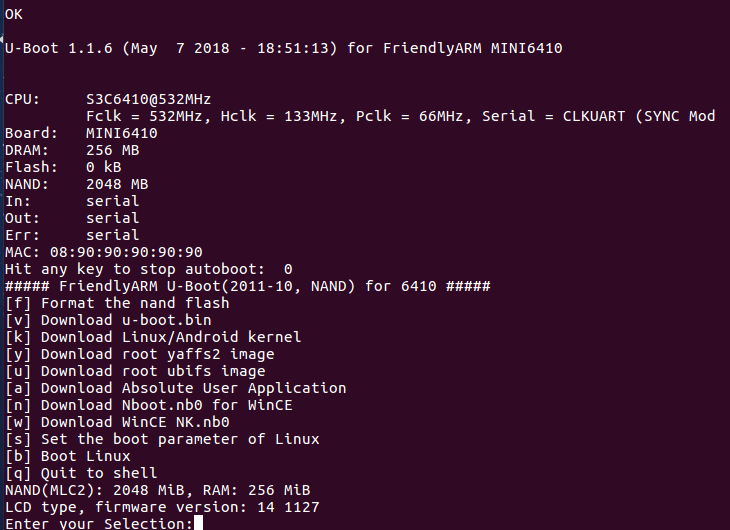 OK
U-Boot 1.1.6 (May  7 2018 - 18:51:13) for FriendlyARM MINI6410
CPU:     S3C6410@532MHz
         Fclk = 532MHz, Hclk = 133MHz, Pclk = 66MHz, Serial = CLKUART (SYNC Mod
Board:   MINI6410
DRAM:    256 MB
Flash:   0 kB
NAND:    2048 MB
In:      serial
Out:     serial
Err:     serial
MAC: 08:90:90:90:90:90
Hit any key to stop autoboot:  0
##### FriendlyARM U-Boot(2011-10, NAND) for 6410 #####
[f] Format the nand flash
[v] Download u-boot.bin
[k] Download Linux/Android kernel
[y] Download root yaffs2 image
[u] Download root ubifs image
[a] Download Absolute User Application
[n] Download Nboot.nb0 for WinCE
[w] Download WinCE NK.nb0
[s] Set the boot parameter of Linux
[b] Boot Linux
[q] Quit to shell
NAND(MLC2): 2048 MiB, RAM: 256 MiB
LCD type, firmware version: 14 1127
Enter your Selection: